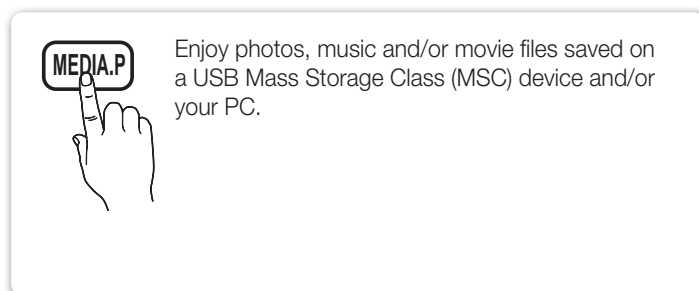 MEDIA.P
Enjoy photos, music and/or movie files saved on
a USB Mass Storage Class (MSC) device and/or
your PC.